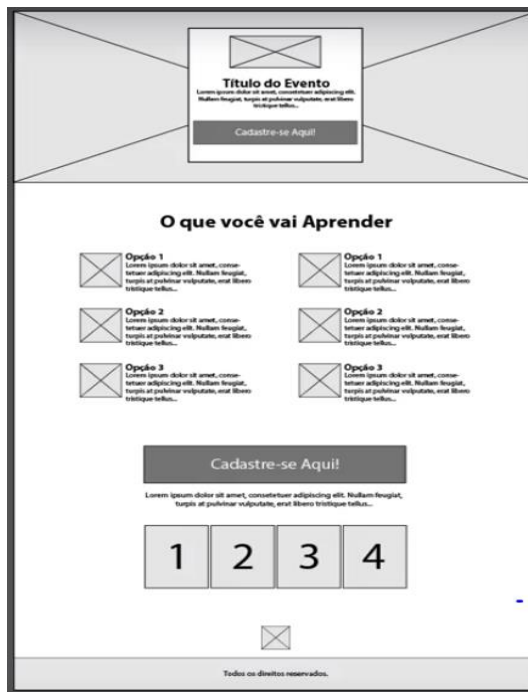 Título do Evento
Lorem ipsum dolor sit amet, consetetuer adipiscing elit.
Nullam feugiat, turpis at pulvinar vulputate, erat libero
tristique tellus...
Cadastre-se Aqui!
O que você vai Aprender
Opção 1
Lorem ipsum dolor sit amet, conse-
tetuer adipiscing elit. Nullam feugiat,
turpis at pulvinar vulputate, erat libero
tristique tellus...
Opção 2
Lorem ipsum dolor sit amet, conse-
tetuer adipiscing elit. Nullam feugiat,
turpis at pulvinar vulputate, erat libero
tristique tellus...
Opção 3
Lorem ipsum dolor sit amet, conse-
tetuer adipiscing elit. Nullam feugiat,
turpis at pulvinar vulputate, erat libero
tristique tellus...
Opção 1
Lorem ipsum dolor sit amet, conse-
tetuer adipiscing elit. Nullam feugiat,
turpis at pulvinar vulputate, erat libero
tristique tellus...
Opção 2
Lorem ipsum dolor sit amet, conse-
tetuer adipiscing elit. Nullam feugiat,
turpis at pulvinar vulputate, erat libero
tristique tellus...
Opção 3
Lorem ipsum dolor sit amet, conse-
tetuer adipiscing elit. Nullam feugiat,
turpis at pulvinar vulputate, erat libero
tristique tellus...
Cadastre-se Aqui!
Lorem ipsum dolor sit amet, consetetuer adipiscing elit. Nullam feugiat,
turpis at pulvinar vulputate, erat libero tristique tellus...
1 2 3 4
Todos os direitos reservados.